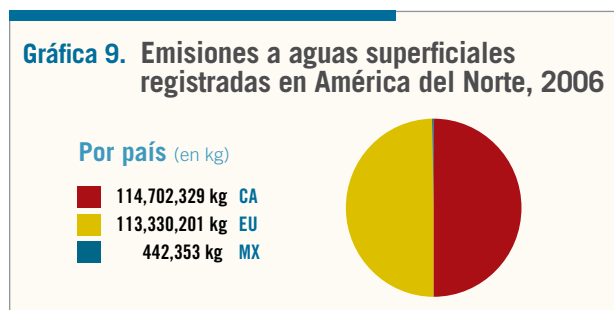 Gráfica 9. Emisiones a aguas superficiales
registradas en América del Norte, 2006
Por país (en kg)
114,702,329 kg CA
113,330,201 kg EU
442,353 kg MX